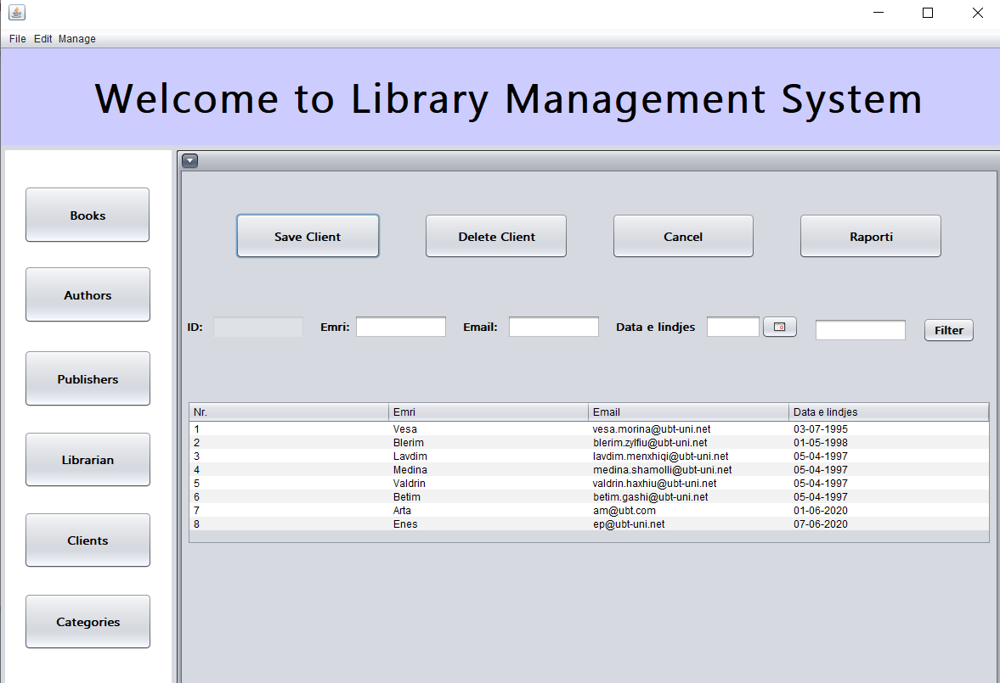 File Edit Manage
Welcome to Library Management System
Books
Authors
Publishers
Librarian
Clients
Categories
Save Client Delete Client Cancel Raporti
ID: Emri: Email: Data e lindjes Filter
Nr. Emri Email Data e lindjes
1 Vesa vesa.morina@ubt-uni.net 03-07-1995
2 Blerim blerim.zylfiu@ubt-uni.net 01-05-1998
3 Lavdim lavdim.menxhiqi@ubt-uni.net 05-04-1997
4 Medina medina.shamolli@ubt-uni.net 05-04-1997
5 Valdrin valdrin.haxhiu@ubt-uni.net 05-04-1997
6 Betim betim.gashi@ubt-uni.net 05-04-1997
7 Arta am@ubt.com 01-06-2020
8 Enes ep@ubt-uni.net 07-06-2020